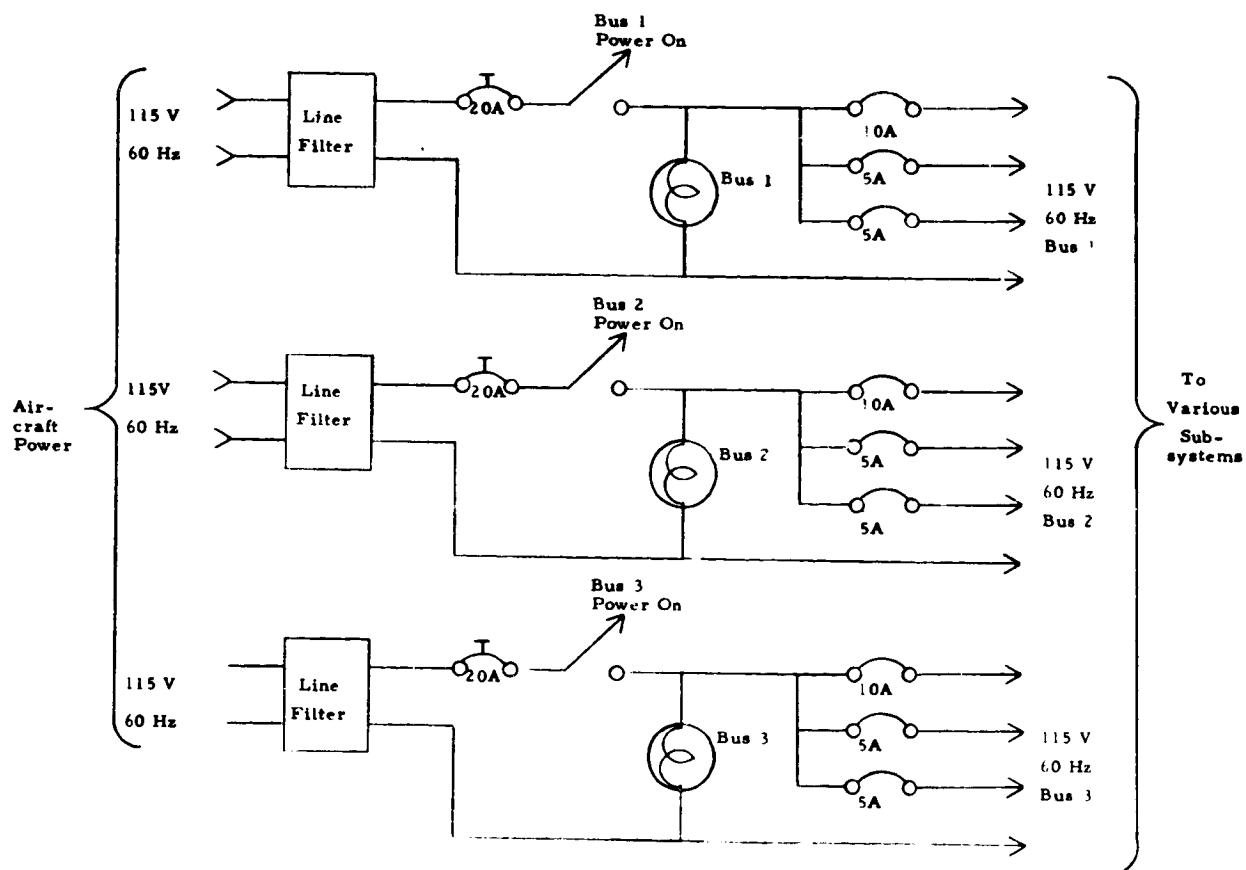 Bus 1
Power On
115 V
60 Hz
Line
Filter
20A
10A
Bus 1
5A
5A
115 V
60 Hz
Bus 1
Bus 2
Power On
115V
60 Hz
Line
Filter
20A
10A
Bus 2
5A
5A
115 V
60 Hz
Bus 2
Air-
craft
Power
To
Various
Sub-
systems
Bus 3
Power On
115 V
60 Hz
Line
Filter
20A
10A
Bus 3
5A
5A
115 V
60 Hz
Bus 3